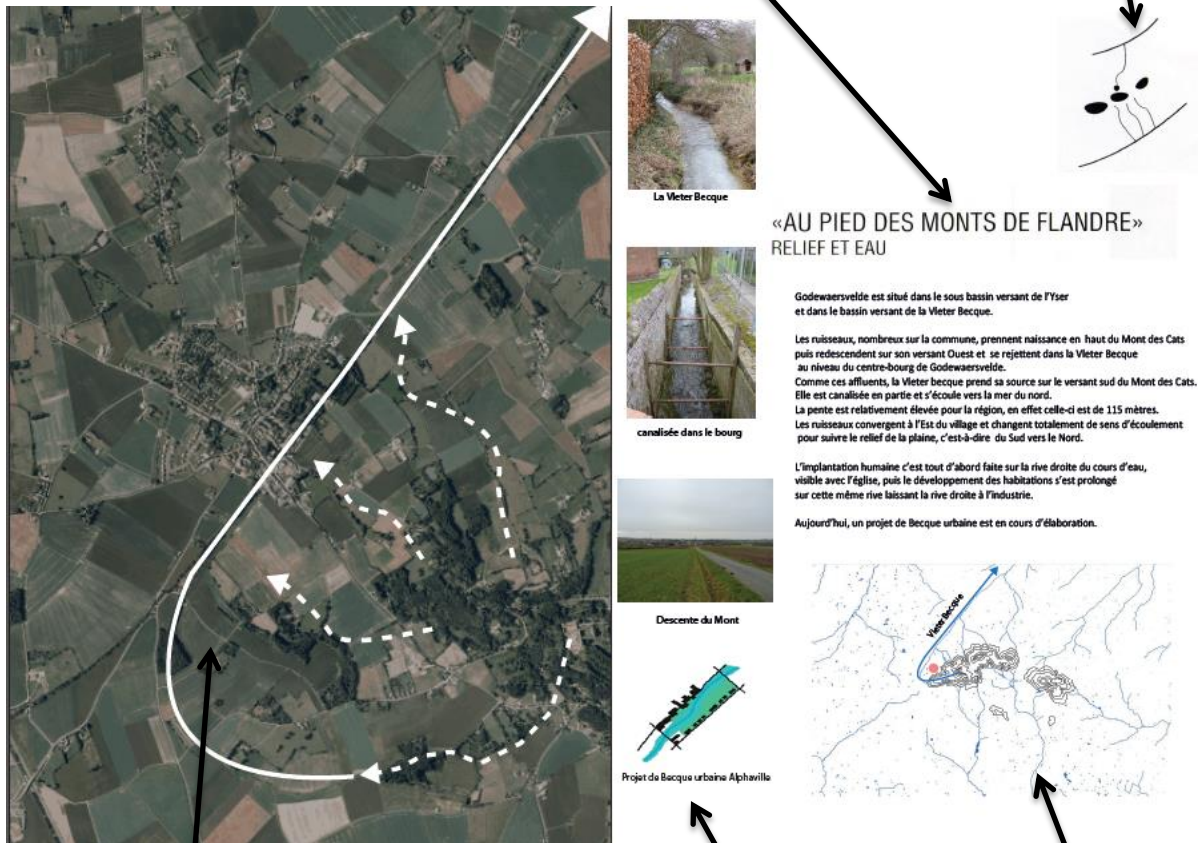 La Vleter Becque
canalisée dans le bourg
Descente du Mont
Projet de Becque urbaine Alphaville
«AU PIED DES MONTS DE FLANDRE»
RELIEF ET EAU
Godewaersvelde est situé dans le sous bassin versant de l'Yser
et dans le bassin versant de la Vleter Becque.
Les ruisseaux, nombreux sur la commune, prennent naissance en haut du Mont des Cats
puis redescendent sur son versant Ouest et se rejettent dans la Vleter Becque
au niveau du centre-bourg de Godewaersvelde.
Comme ces affluents, la Vleter becque prend sa source sur le versant sud du Mont des Cats.
Elle est canalisée en partie et s'écoule vers la mer du nord.
La pente est relativement élevée pour la région, en effet celle-ci est de 115 mètres.
Les ruisseaux convergent à l'Est du village et changent totalement de sens d'écoulement
pour suivre le relief de la plaine, c'est-à-dire du Sud vers le Nord.
L'implantation humaine c'est tout d'abord faite sur la rive droite du cours d'eau,
visible avec l'église, puis le développement des habitations s'est prolongé
sur cette même rive laissant la rive droite à l'industrie.
Aujourd'hui, un projet de Becque urbaine est en cours d'élaboration.
Vleter Becque